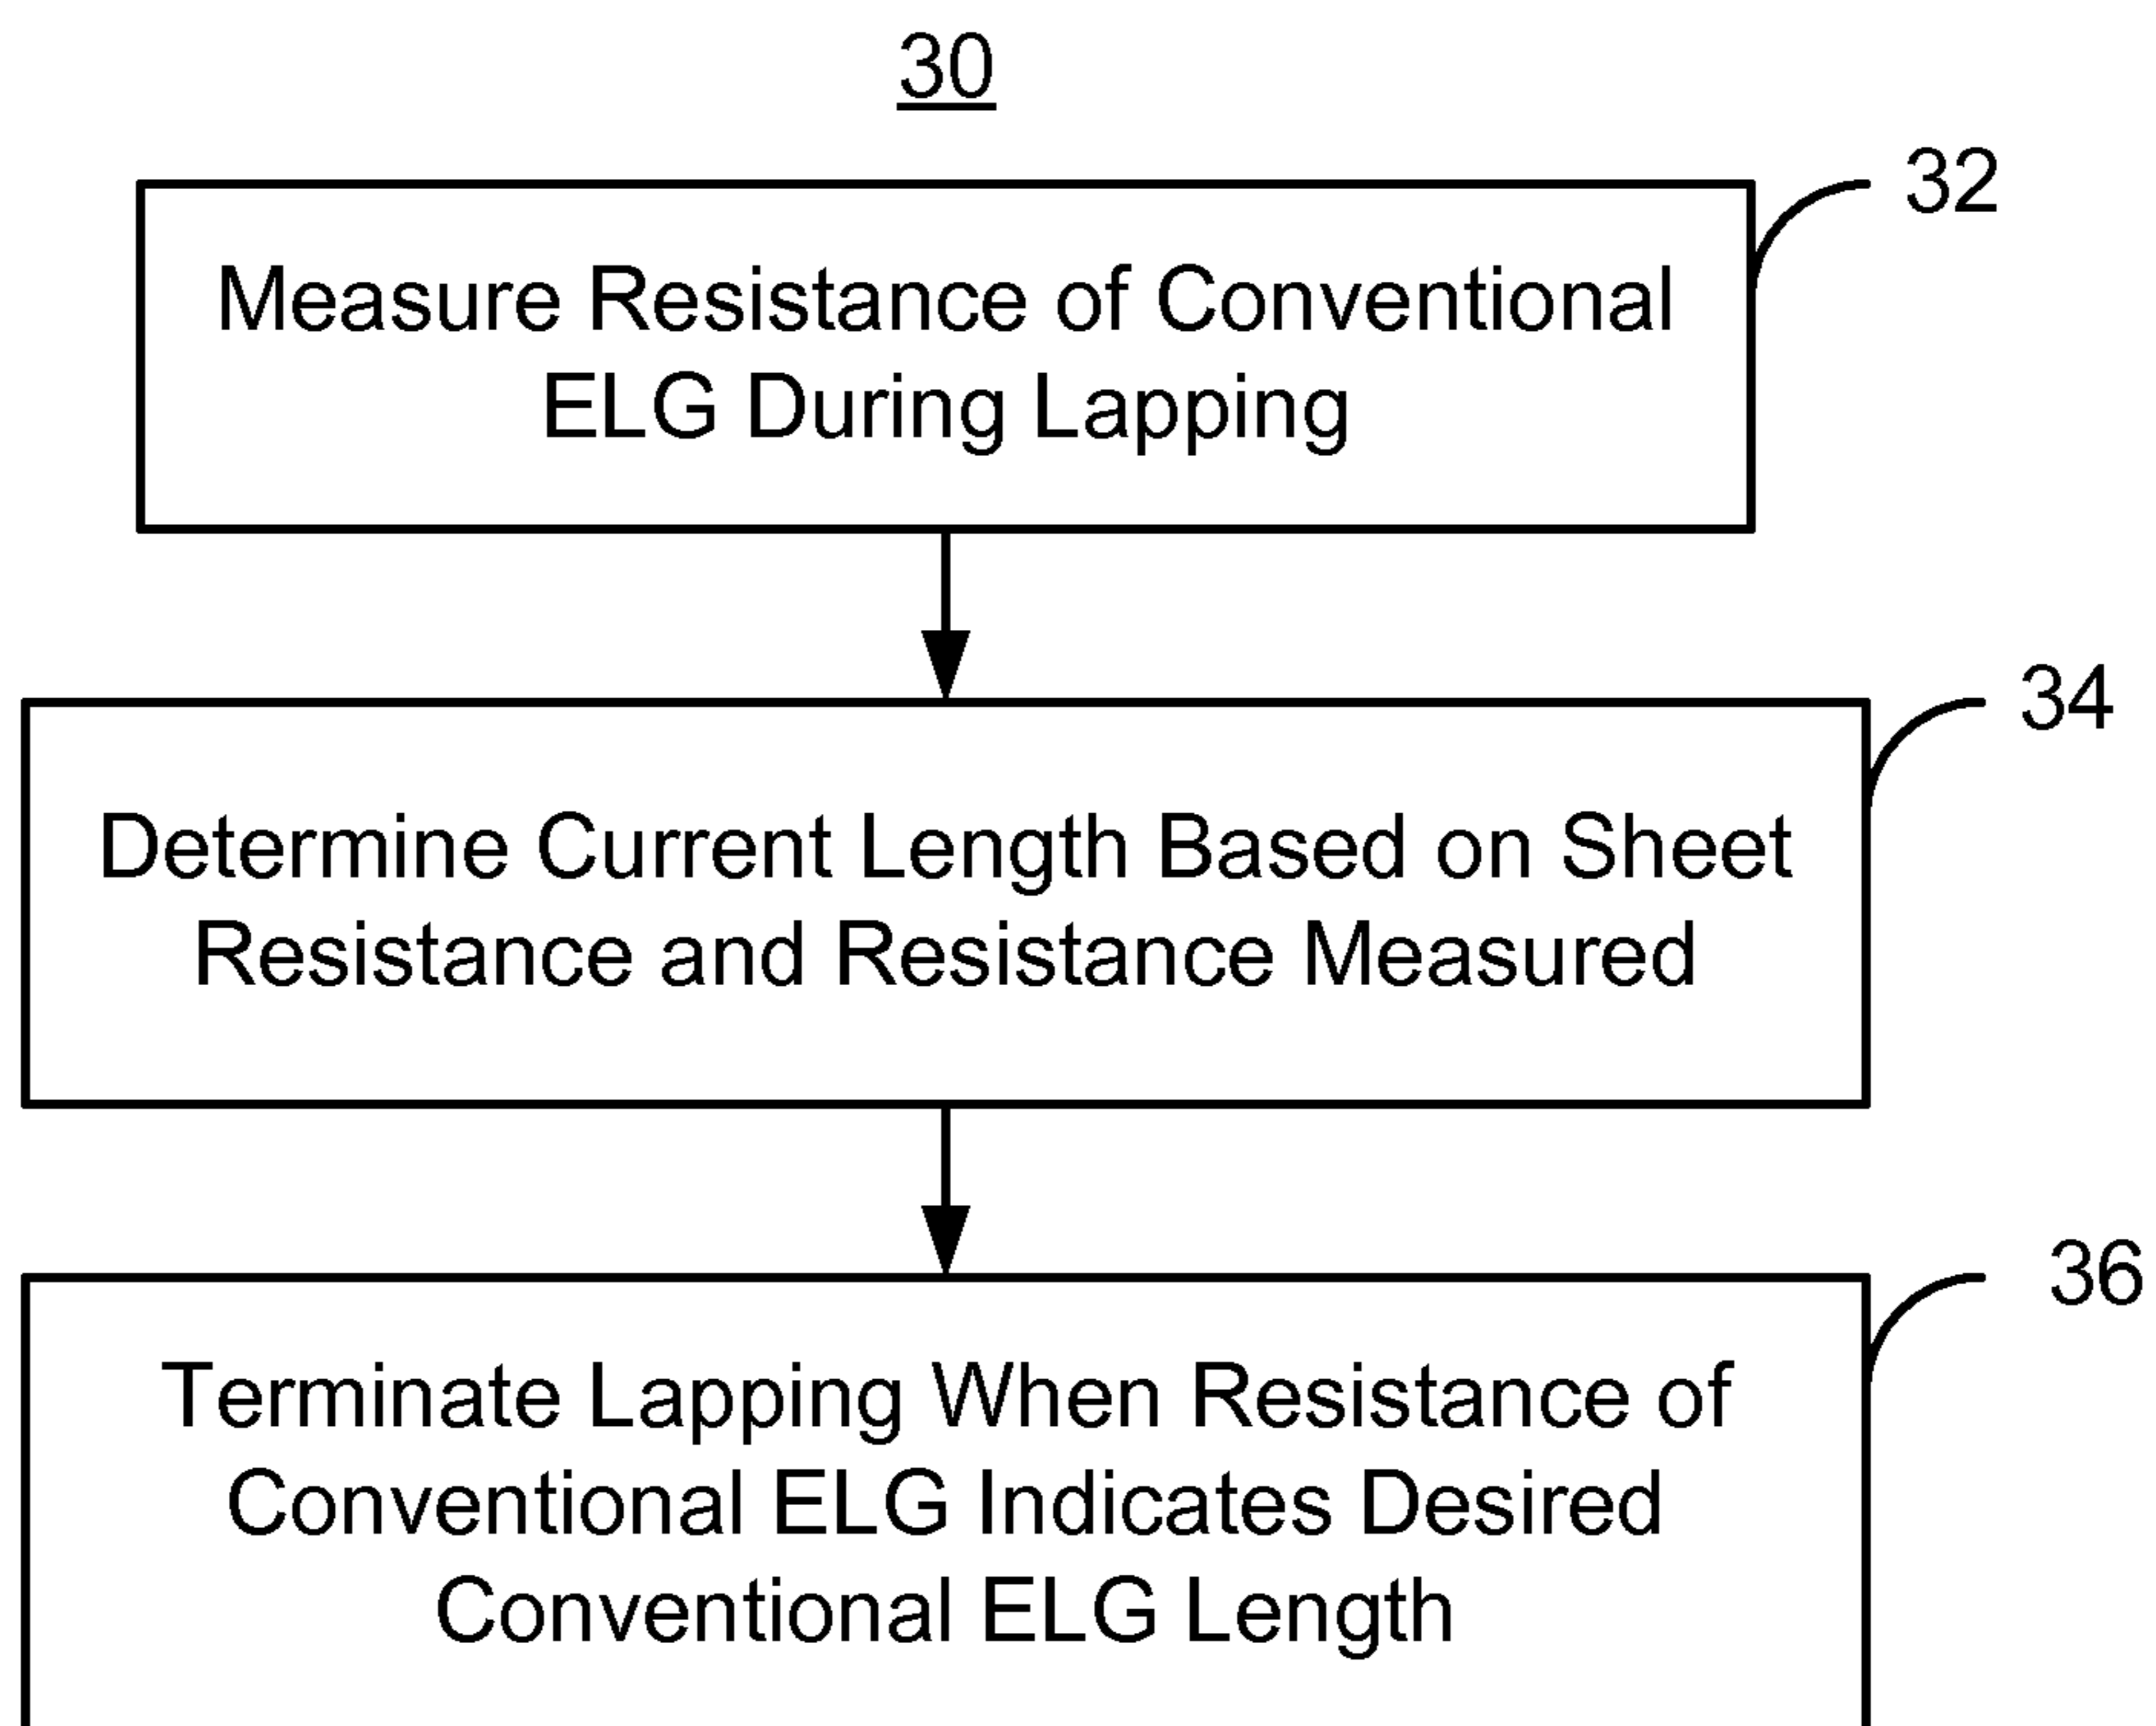 30
32
Measure Resistance of Conventional
ELG During Lapping
34
Determine Current Length Based on Sheet
Resistance and Resistance Measured
36
Terminate Lapping When Resistance of
Conventional ELG Indicates Desired
Conventional ELG Length